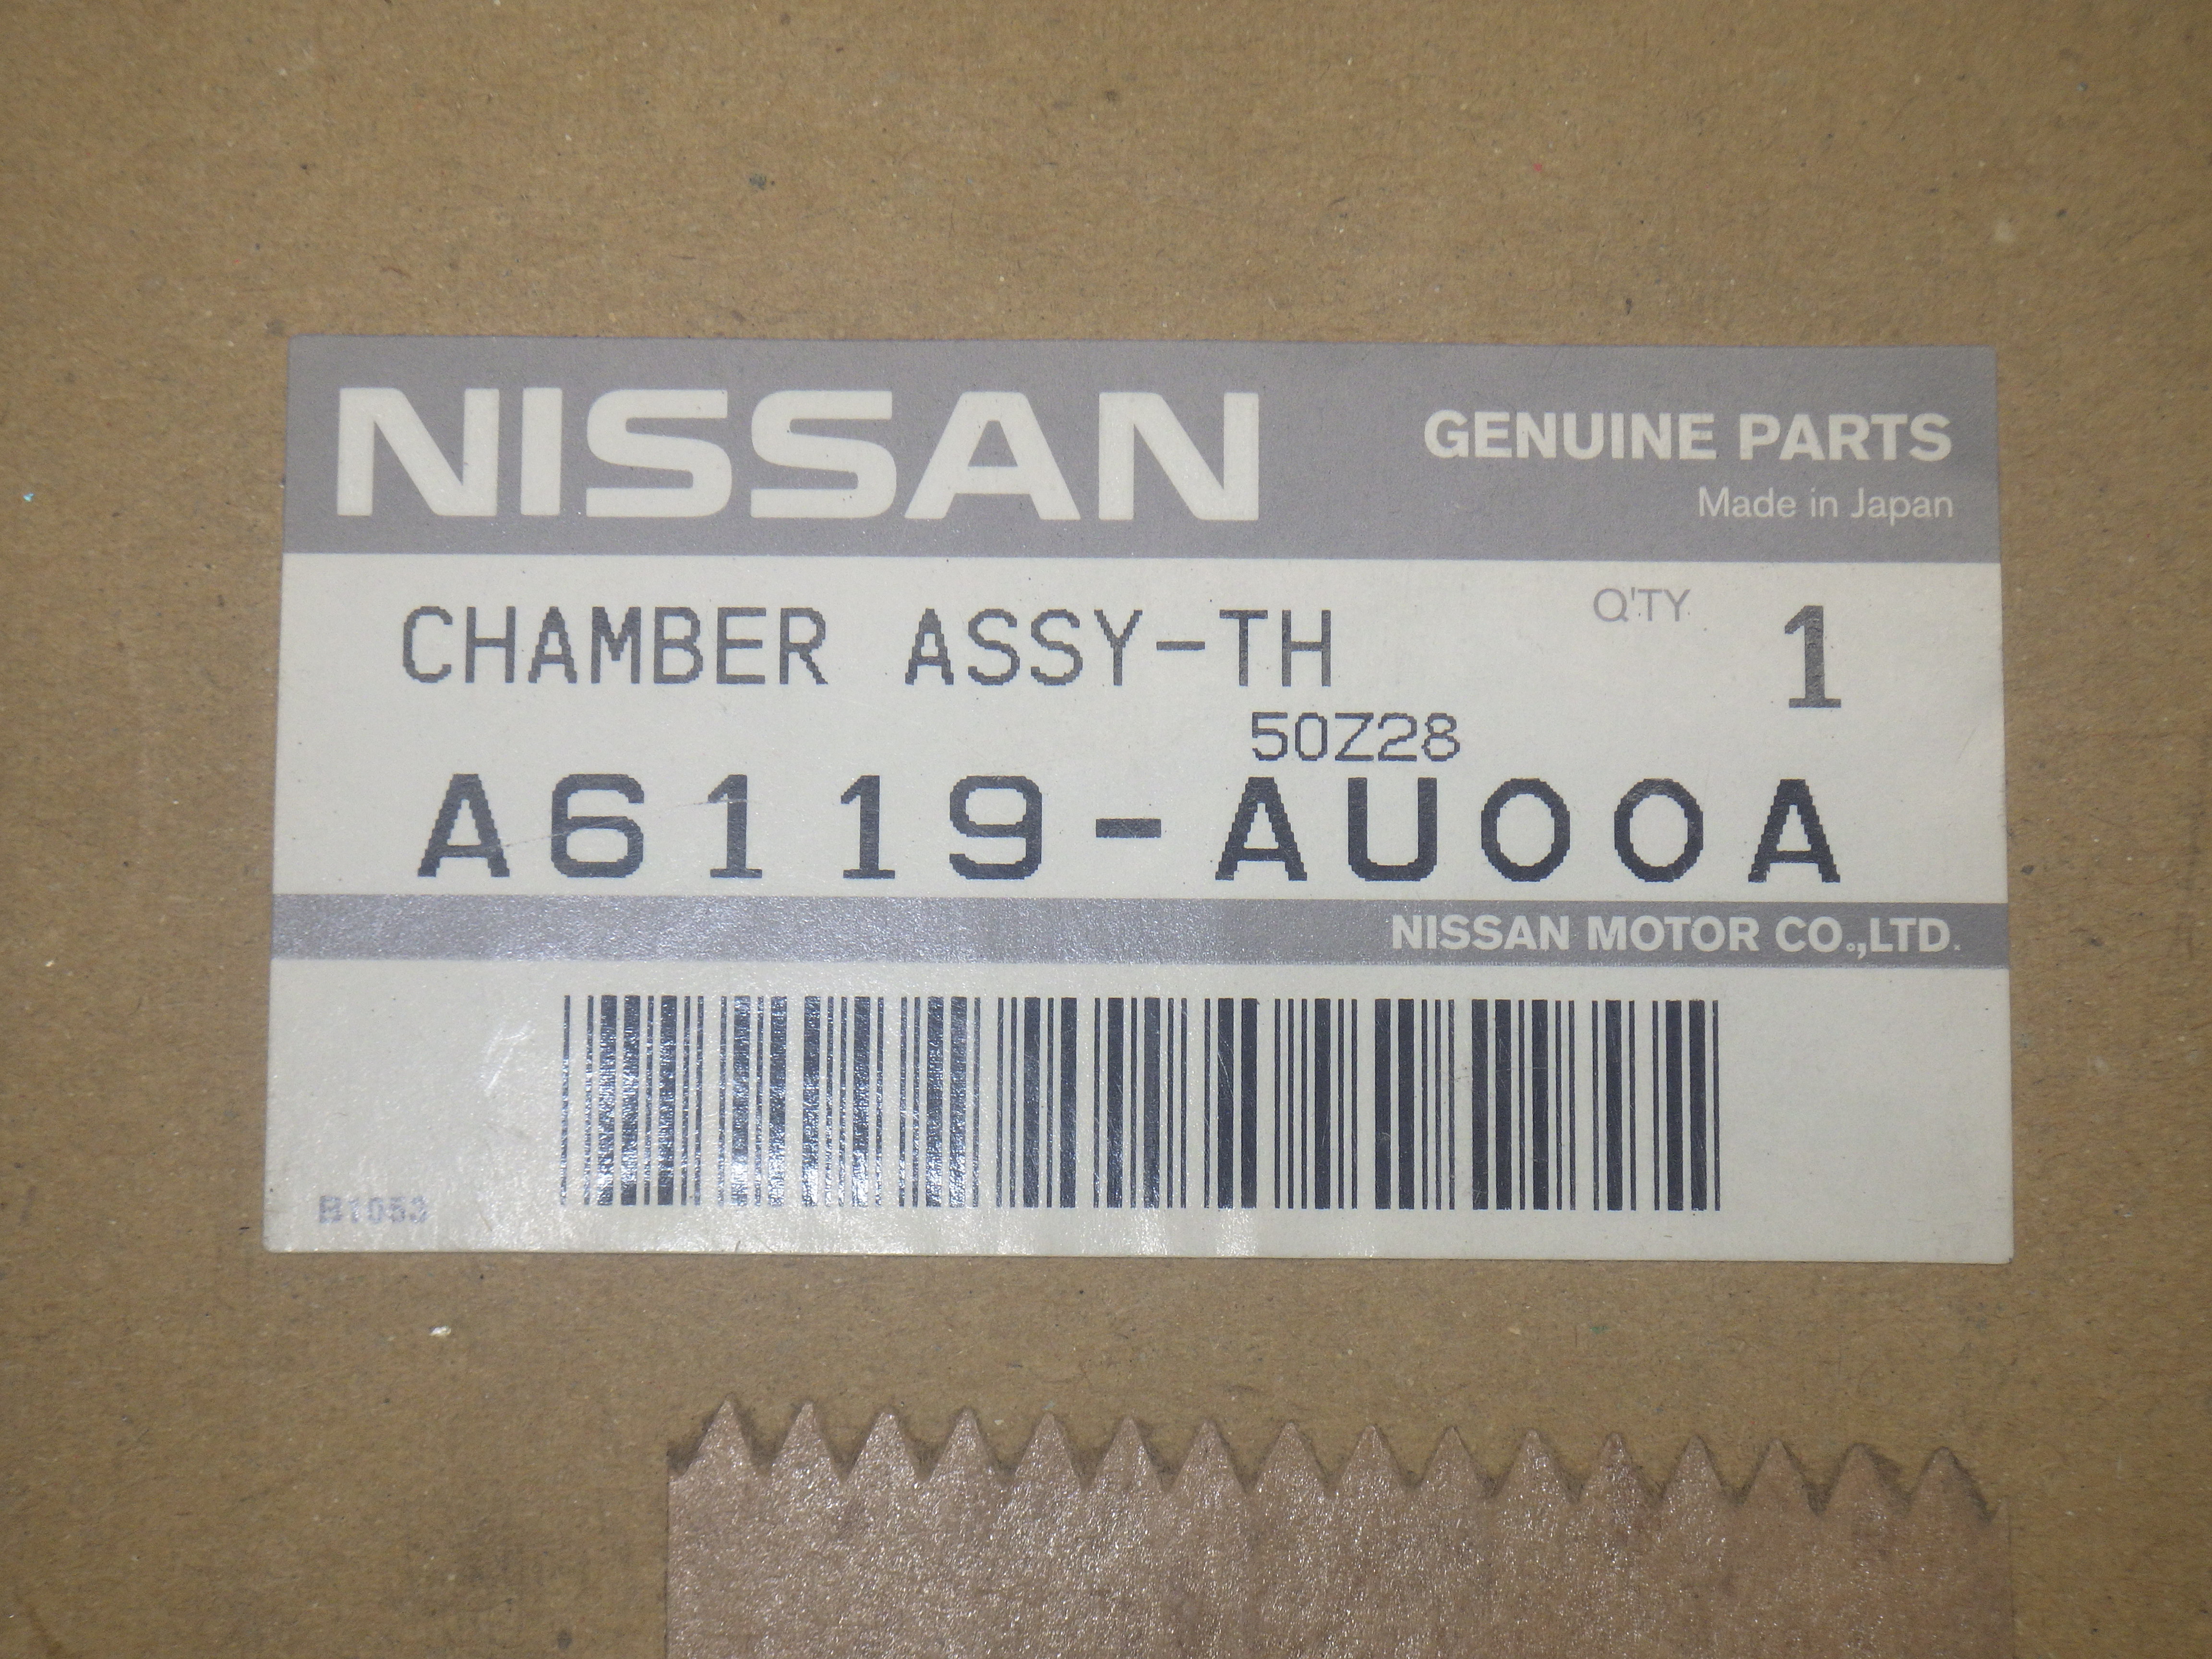 NISSAN GENUINE PARTS
Made in Japan
CHAMBER ASSY-TH Q'TY 1
50Z28
A6119-AU00A
NISSAN MOTOR CO.,LTD.
B1053